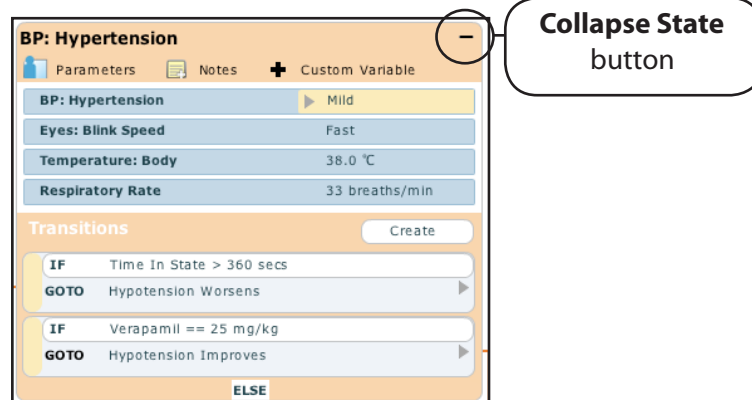 BP: Hypertension
–
Collapse State
button
Parameters Notes Custom Variable
BP: Hypertension Mild
Eyes: Blink Speed Fast
Temperature: Body 38.0 ℃
Respiratory Rate 33 breaths/min
Transitions Create
IF Time In State > 360 secs
GOTO Hypotension Worsens
IF Verapamil == 25 mg/kg
GOTO Hypotension Improves
ELSE